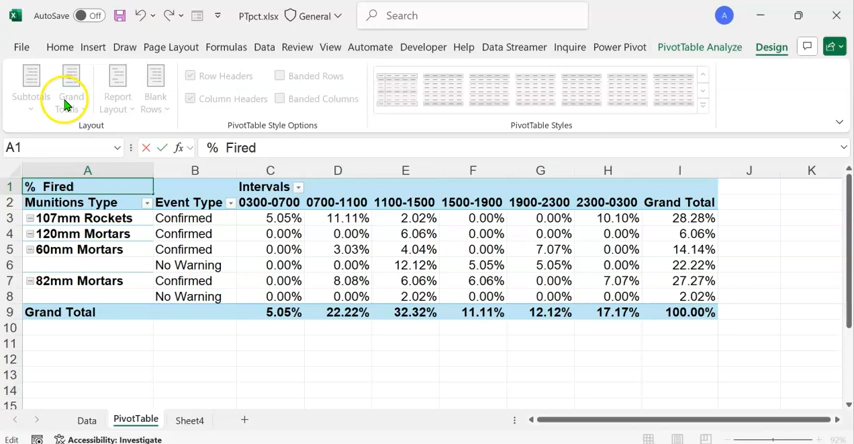 AutoSave Off PTpct.xlsx General Search A
File Home Insert Draw Page Layout Formulas Data Review View Automate Developer Help Data Streamer Inquire Power Pivot PivotTable Analyze Design
Subtotals Grand Totals Report Layout Blank Rows
Layout
Row Headers Banded Rows
Column Headers Banded Columns
PivotTable Style Options
PivotTable Styles
A1 fx % Fired
A B C D E F G H I J K
1 % Fired Intervals
2 Munitions Type Event Type 0300-0700 0700-1100 1100-1500 1500-1900 1900-2300 2300-0300 Grand Total
3 107mm Rockets Confirmed 5.05% 11.11% 2.02% 0.00% 0.00% 10.10% 28.28%
4 120mm Mortars Confirmed 0.00% 0.00% 6.06% 0.00% 0.00% 0.00% 6.06%
5 60mm Mortars Confirmed 0.00% 3.03% 4.04% 0.00% 7.07% 0.00% 14.14%
6 No Warning 0.00% 0.00% 12.12% 5.05% 5.05% 0.00% 22.22%
7 82mm Mortars Confirmed 0.00% 8.08% 6.06% 6.06% 0.00% 7.07% 27.27%
8 No Warning 0.00% 0.00% 2.02% 0.00% 0.00% 0.00% 2.02%
9 Grand Total 5.05% 22.22% 32.32% 11.11% 12.12% 17.17% 100.00%
10
11
12
13
14
15
Data PivotTable Sheet4
Edit Accessibility: Investigate 92%